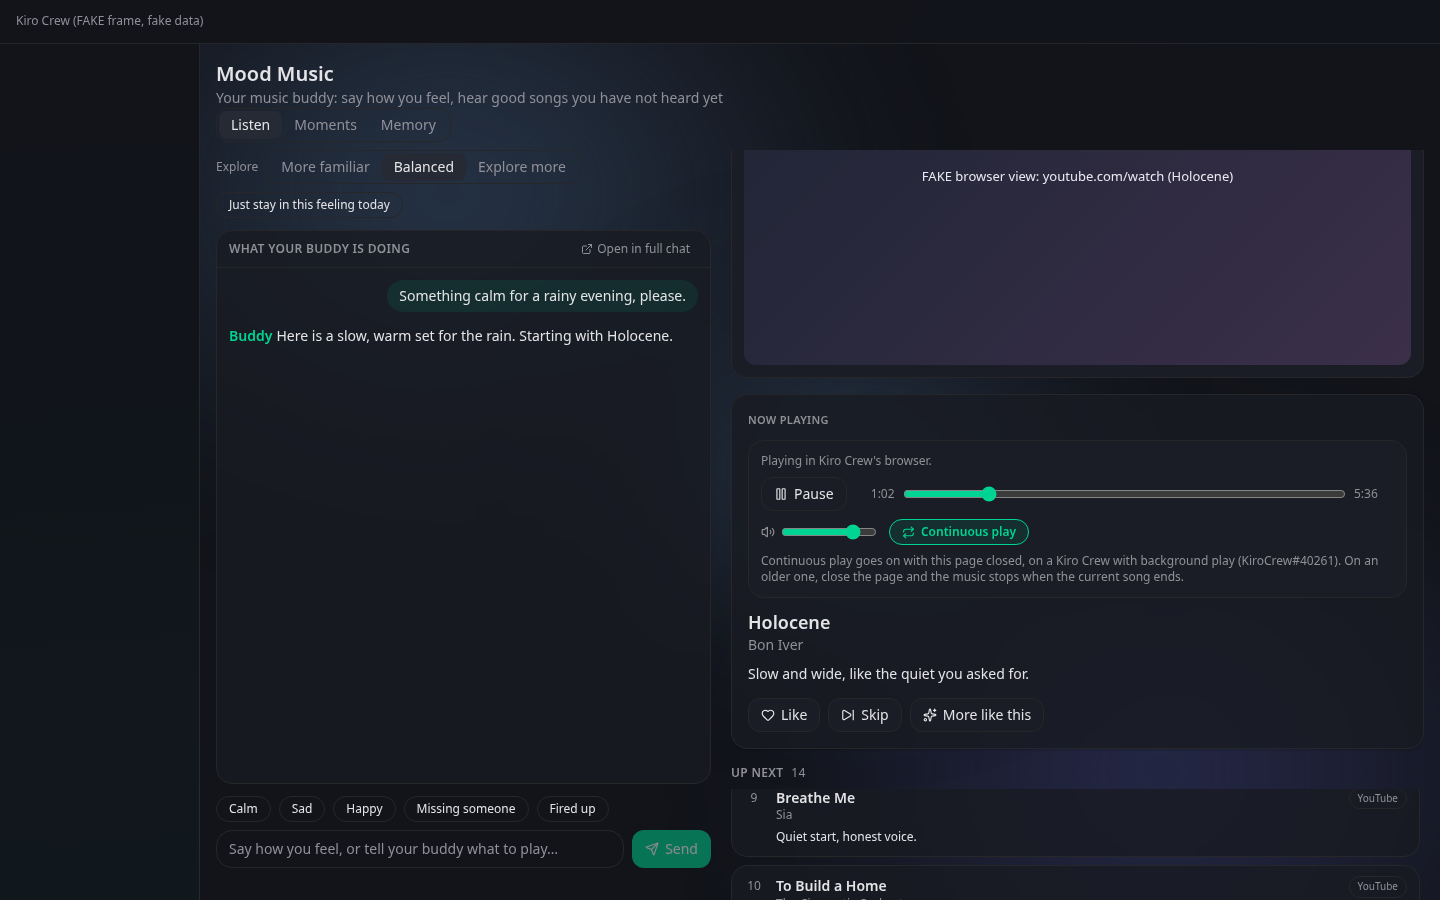 Kiro Crew (FAKE frame, fake data)
Mood Music
Your music buddy: say how you feel, hear good songs you have not heard yet
Listen
Moments
Memory
Explore
More familiar
Balanced
Explore more
Just stay in this feeling today
WHAT YOUR BUDDY IS DOING
Open in full chat
Something calm for a rainy evening, please.
Buddy Here is a slow, warm set for the rain. Starting with Holocene.
Calm
Sad
Happy
Missing someone
Fired up
Say how you feel, or tell your buddy what to play...
Send
FAKE browser view: youtube.com/watch (Holocene)
NOW PLAYING
Playing in Kiro Crew's browser.
Pause
1:02
5:36
Continuous play
Continuous play goes on with this page closed, on a Kiro Crew with background play (KiroCrew#40261). On an
older one, close the page and the music stops when the current song ends.
Holocene
Bon Iver
Slow and wide, like the quiet you asked for.
Like
Skip
More like this
UP NEXT 14
9
Breathe Me
YouTube
Sia
Quiet start, honest voice.
10
To Build a Home
YouTube